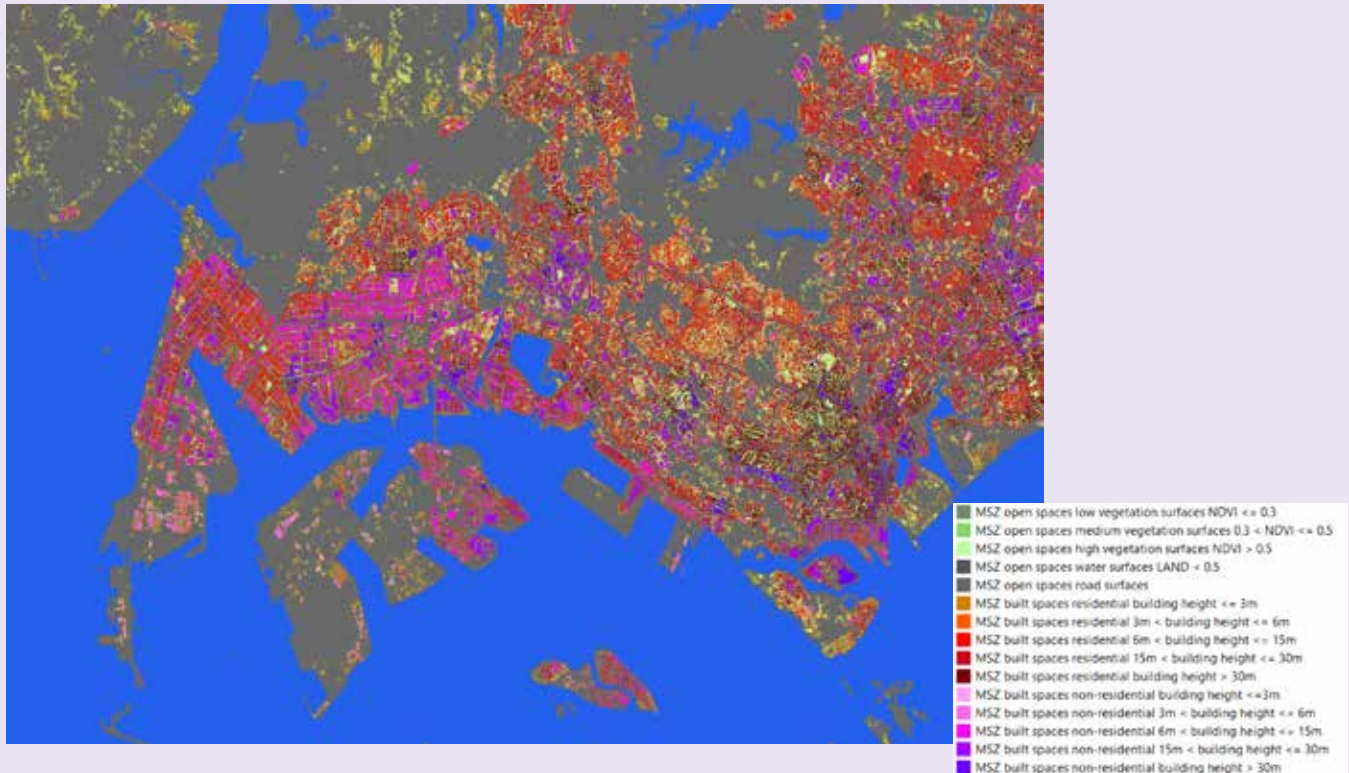 MSZ open spaces low vegetation surfaces NDVI <= 0.3
MSZ open spaces medium vegetation surfaces 0.3 < NDVI <= 0.5
MSZ open spaces high vegetation surfaces NDVI > 0.5
MSZ open spaces water surfaces LAND < 0.5
MSZ open spaces road surfaces
MSZ built spaces residential building height <= 3m
MSZ built spaces residential 3m < building height <= 6m
MSZ built spaces residential 6m < building height <= 15m
MSZ built spaces residential 15m < building height <= 30m
MSZ built spaces residential building height > 30m
MSZ built spaces non-residential building height <=3m
MSZ built spaces non-residential 3m < building height <= 6m
MSZ built spaces non-residential 6m < building height <= 15m
MSZ built spaces non-residential 15m < building height <= 30m
MSZ built spaces non-residential building height > 30m